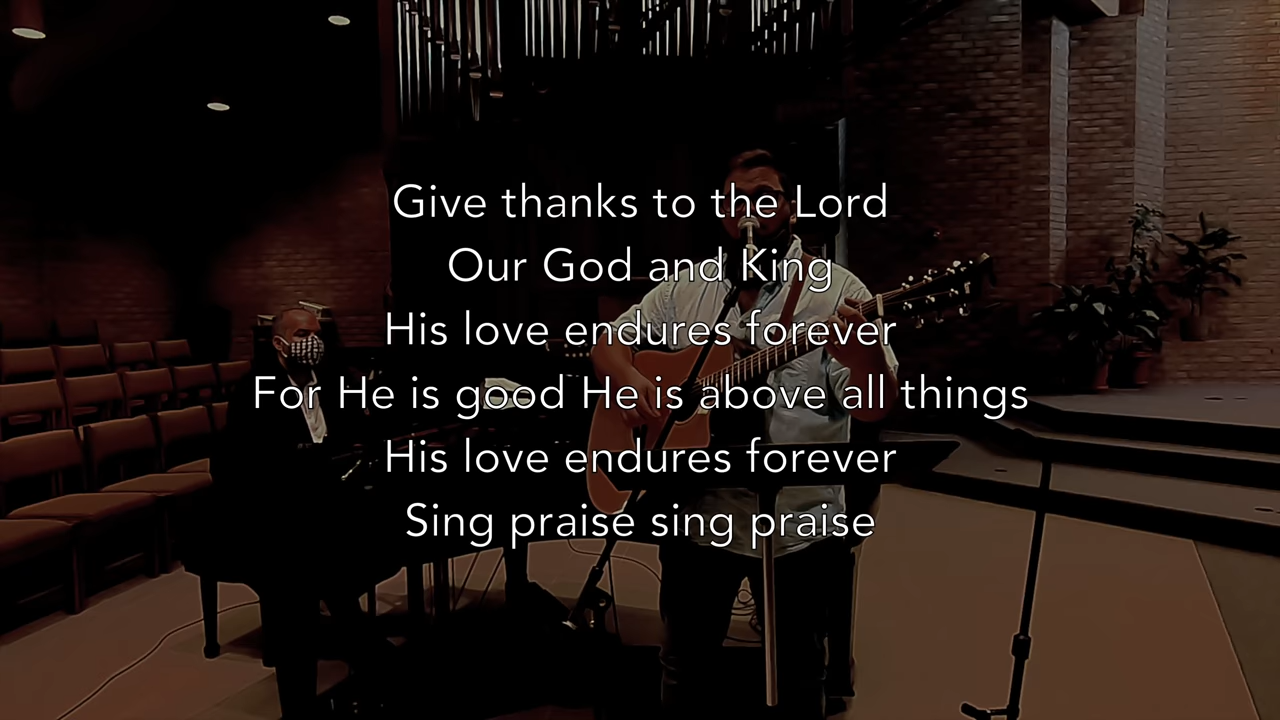 Give thanks to the Lord
Our God and King
His love endures forever
For He is good He is above all things
His love endures forever
Sing praise sing praise